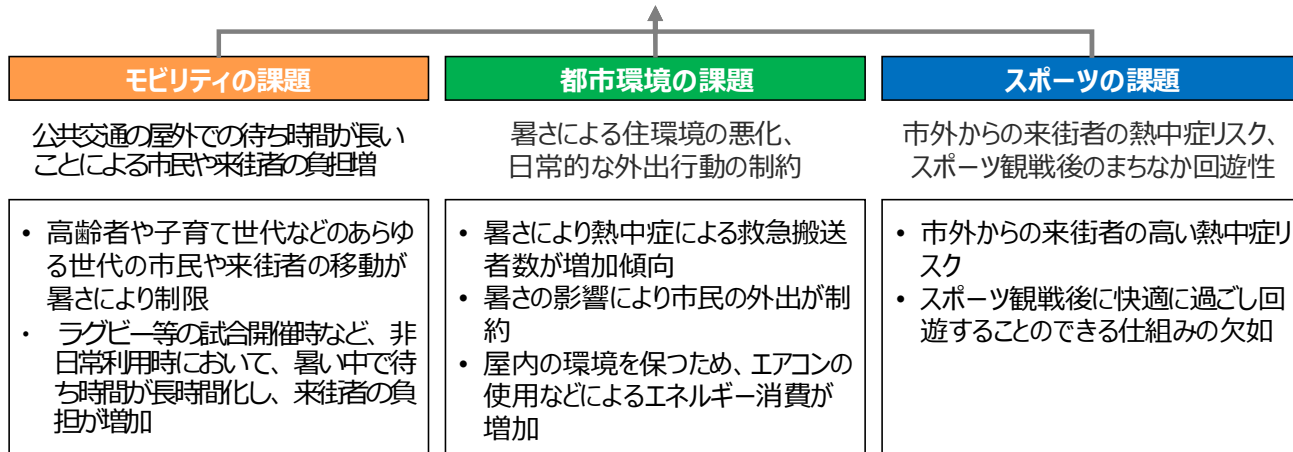 モビリティの課題
公共交通の屋外での待ち時間が長い
ことによる市民や来街者の負担増
• 高齢者や子育て世代などのあらゆ
る世代の市民や来街者の移動が
暑さにより制限
・ ラグビー等の試合開催時など、非
日常利用時において、暑い中で待
ち時間が長時間化し、来街者の負
担が増加
都市環境の課題
暑さによる住環境の悪化、
日常的な外出行動の制約
• 暑さにより熱中症による救急搬送
者数が増加傾向
• 暑さの影響により市民の外出が制
約
• 屋内の環境を保つため、エアコンの
使用などによるエネルギー消費が
増加
スポーツの課題
市外からの来街者の熱中症リスク、
スポーツ観戦後のまちなか回遊性
• 市外からの来街者の高い熱中症リ
スク
• スポーツ観戦後に快適に過ごし回
遊することのできる仕組みの欠如